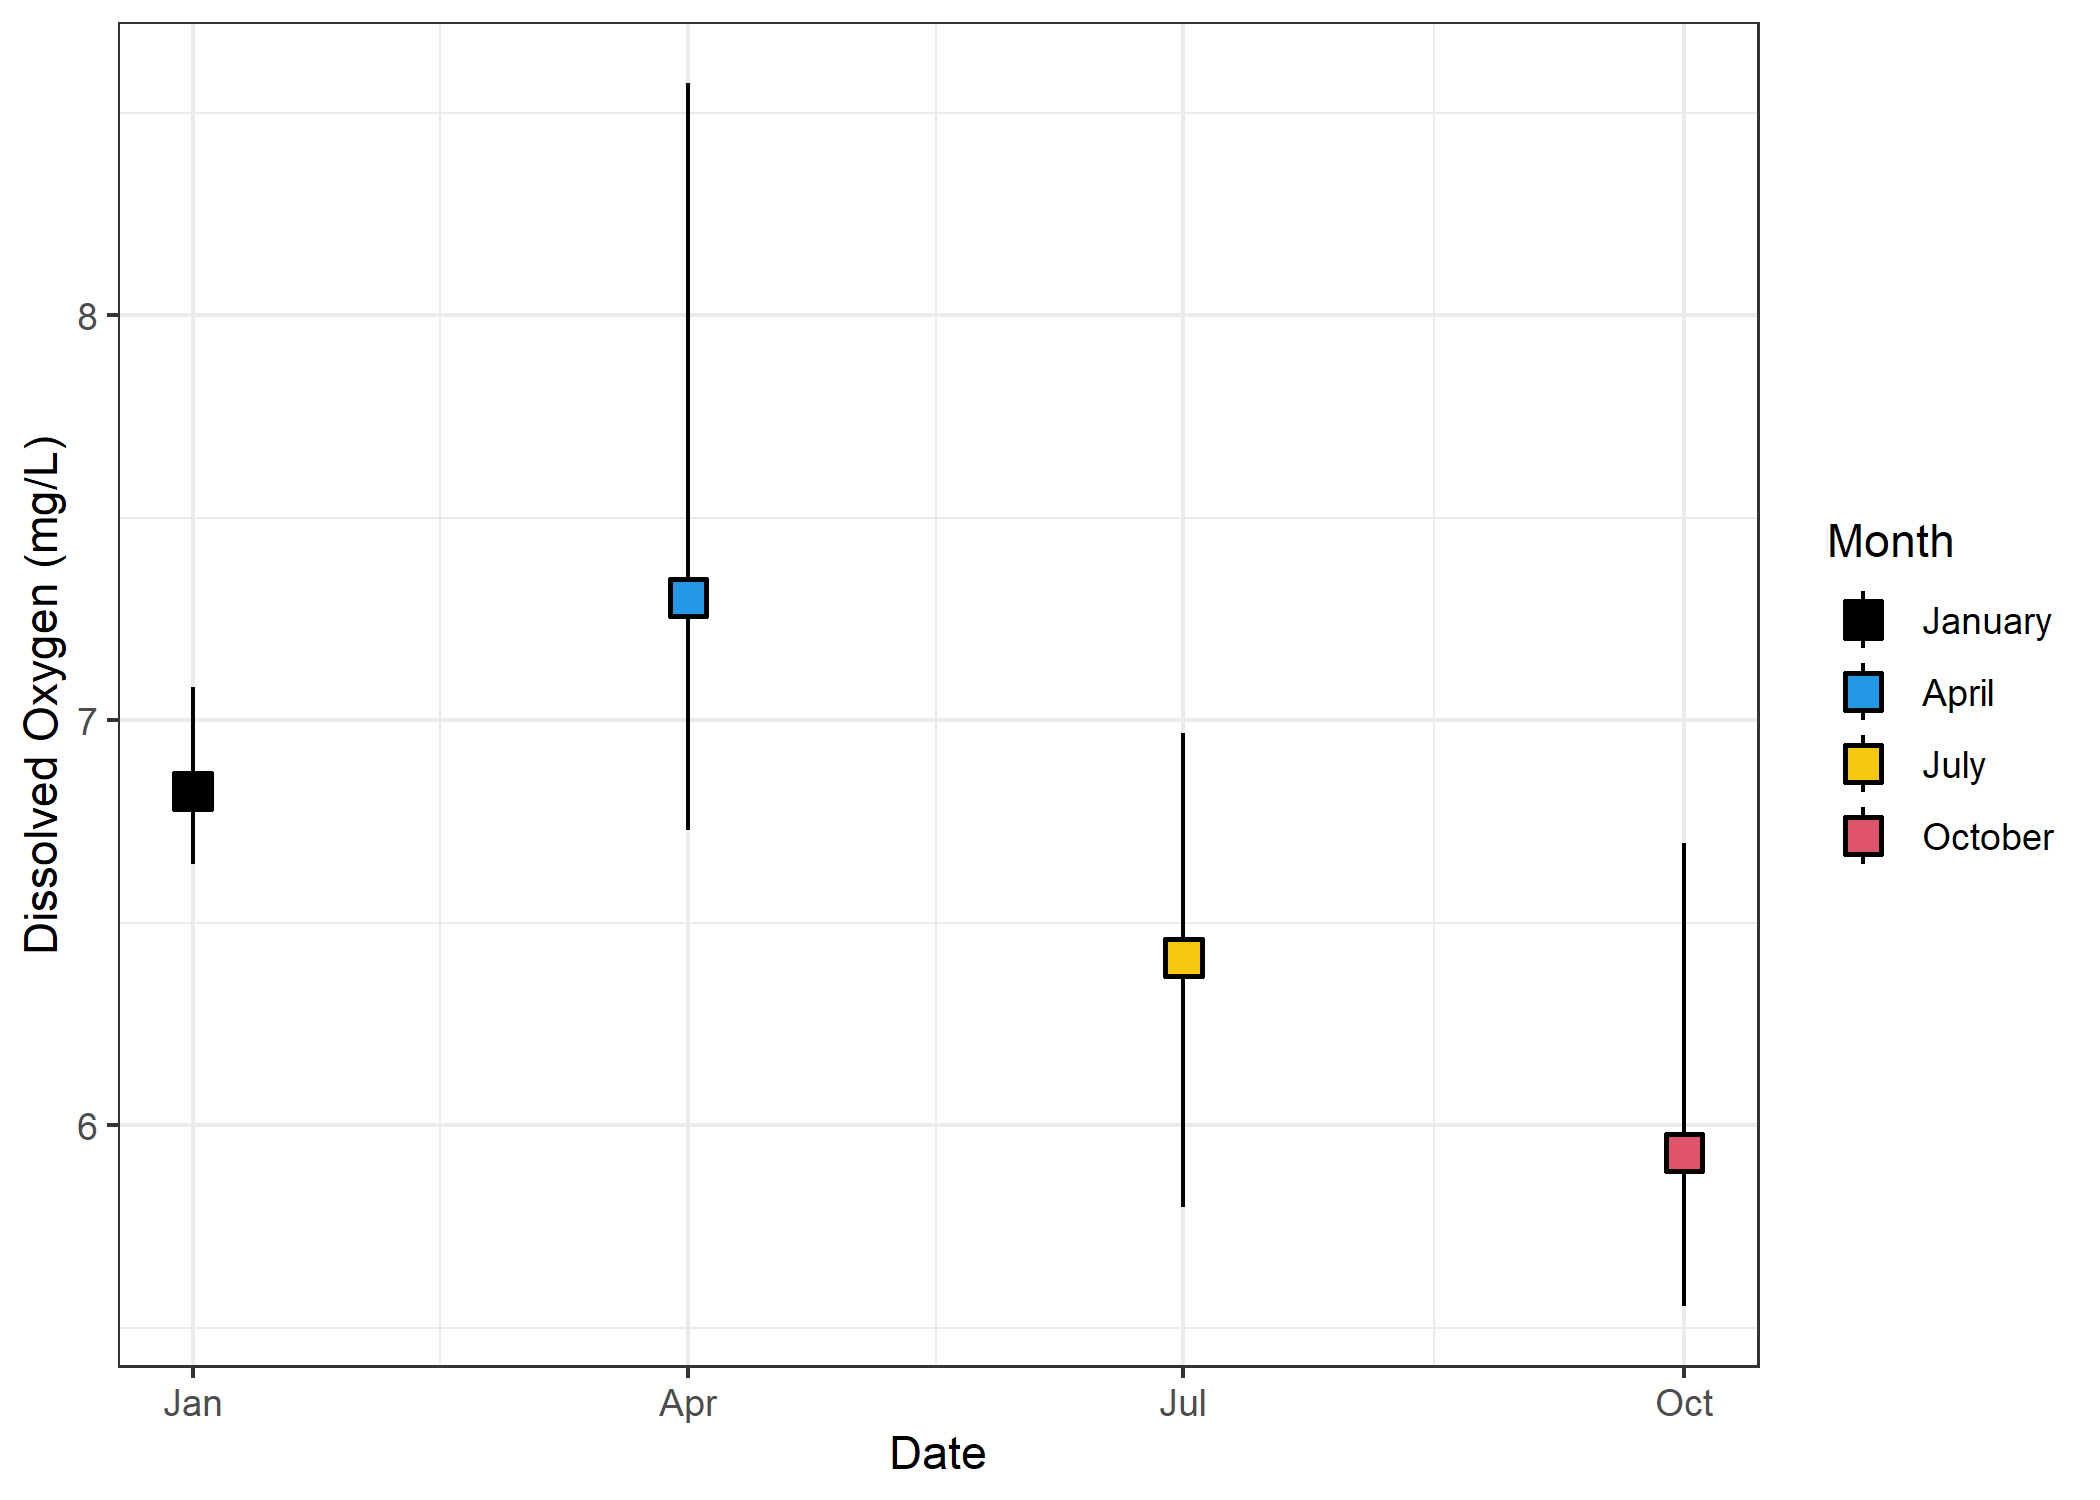 Dissolved Oxygen (mg/L)
8
7
6
Jan Apr Jul Oct
Date
Month
January
April
July
October